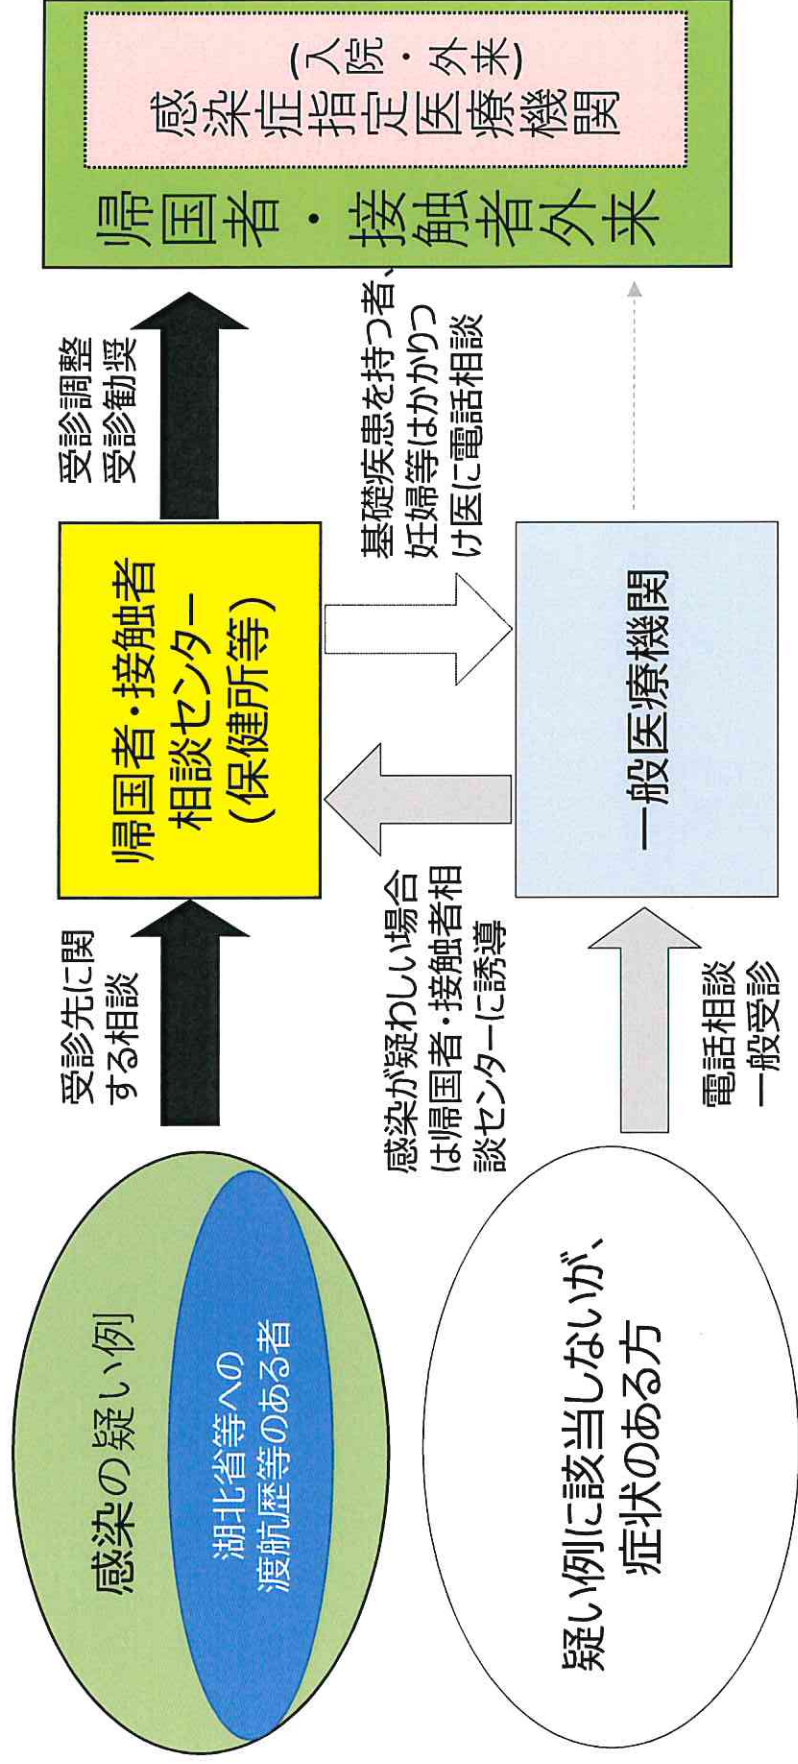 感染の疑い例
湖北省等への
渡航歴等のある者
受診先に関
する相談
帰国者・接触者
相談センター
(保健所等)
受診調整
受診勧奨
帰国者・接触者外来
感染症指定医療機関
(入院・外来)
感染が疑わしい場合
は帰国者・接触者相
談センターに誘導
基礎疾患を持つ者、
妊婦等はかかりつ
け医に電話相談
疑い例に該当しないが、
症状のある方
電話相談
一般受診
一般医療機関